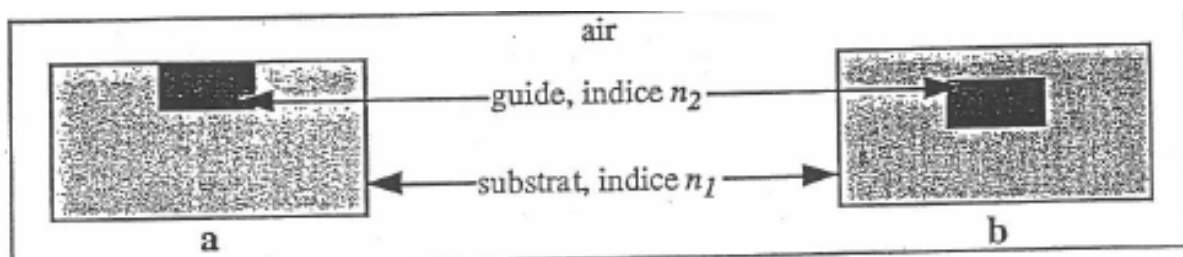 air
guide, indice n2
substrat, indice n1
a
b